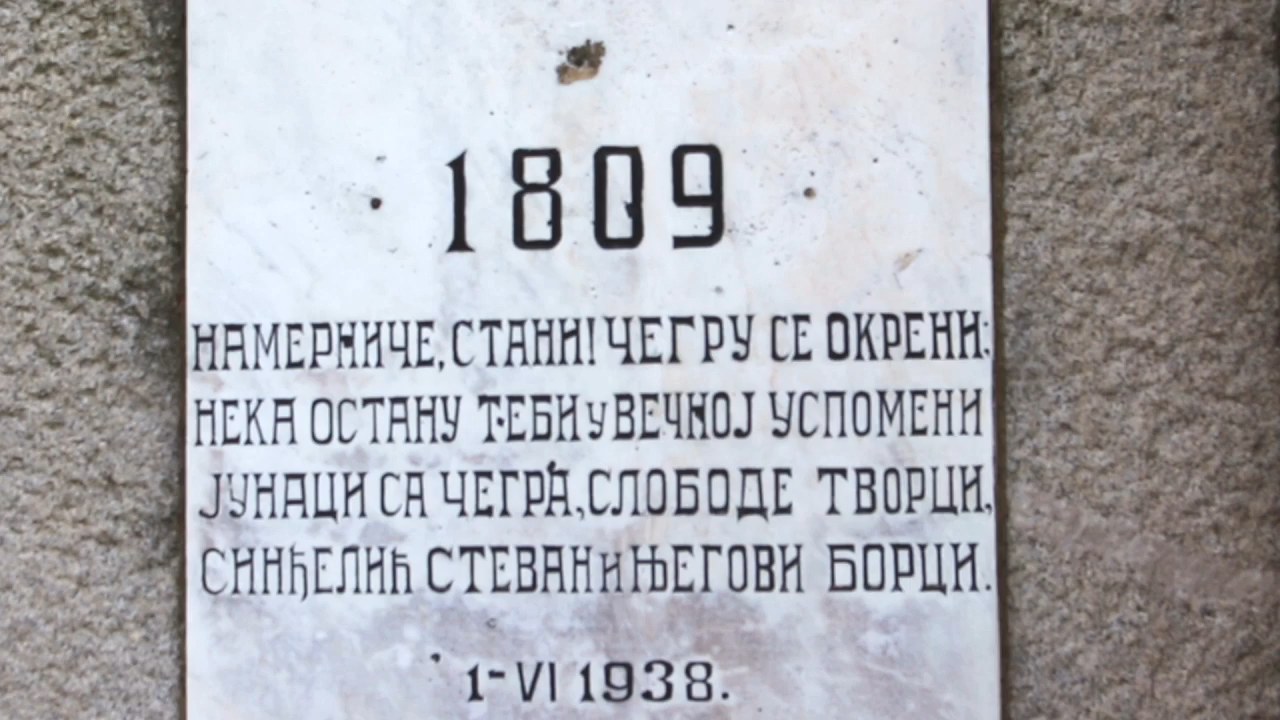 1809
НАМЕРНИЧЕ, СТАНИ! ЧЕГРУ СЕ ОКРЕНИ:
НЕКА ОСТАНУ ТЕБИ у ВЕЧНОЈ УСПОМЕНИ
ЈУНАЦИ СА ЧЕГРА, СЛОБОДЕ ТВОРЦИ,
СИНЂЕЛИЋ СТЕВАН и ЊЕГОВИ БОРЦИ.
1-VI 1938.